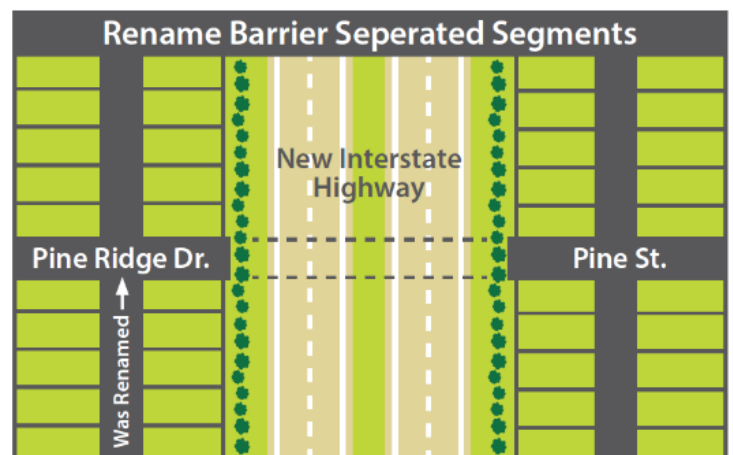 Rename Barrier Seperated Segments
New Interstate
Highway
Pine Ridge Dr.
Pine St.
Was Renamed